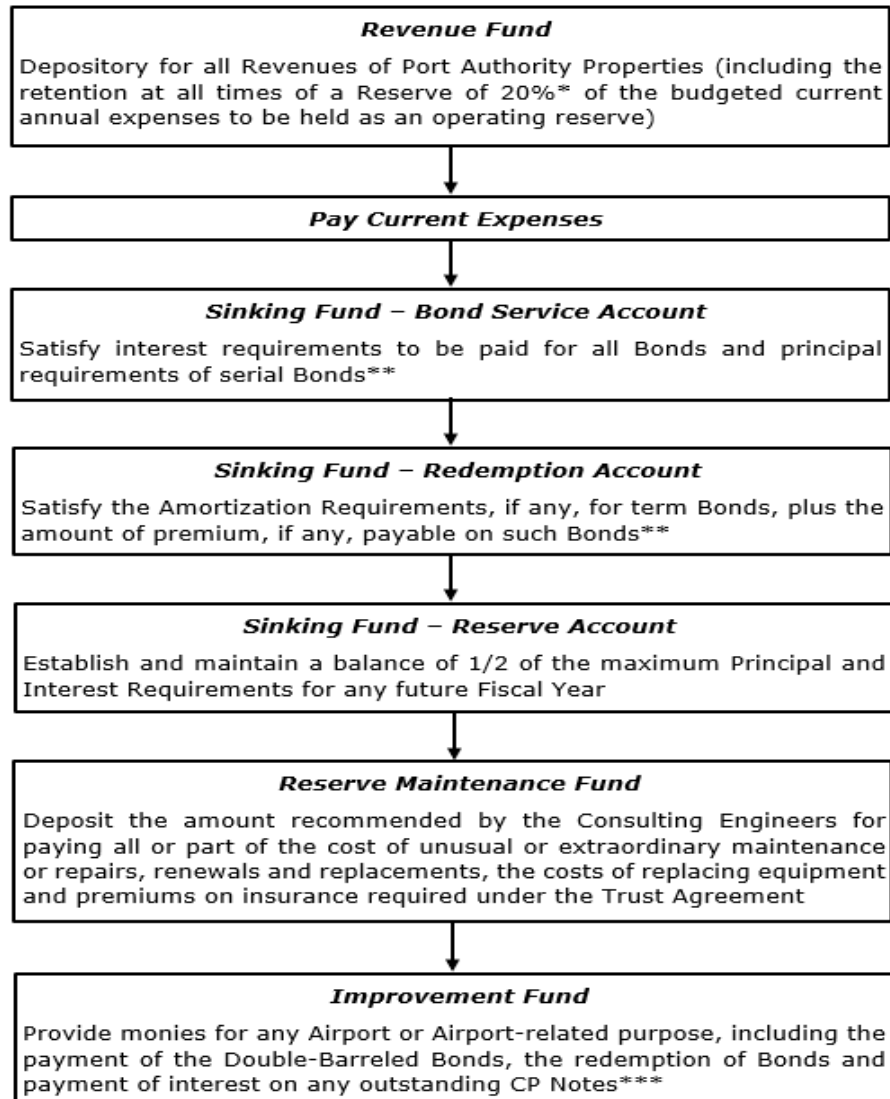 Revenue Fund
Depository for all Revenues of Port Authority Properties (including the
retention at all times of a Reserve of 20%* of the budgeted current
annual expenses to be held as an operating reserve)
Pay Current Expenses
Sinking Fund – Bond Service Account
Satisfy interest requirements to be paid for all Bonds and principal
requirements of serial Bonds**
Sinking Fund – Redemption Account
Satisfy the Amortization Requirements, if any, for term Bonds, plus the
amount of premium, if any, payable on such Bonds**
Sinking Fund – Reserve Account
Establish and maintain a balance of 1/2 of the maximum Principal and
Interest Requirements for any future Fiscal Year
Reserve Maintenance Fund
Deposit the amount recommended by the Consulting Engineers for
paying all or part of the cost of unusual or extraordinary maintenance
or repairs, renewals and replacements, the costs of replacing equipment
and premiums on insurance required under the Trust Agreement
Improvement Fund
Provide monies for any Airport or Airport-related purpose, including the
payment of the Double-Barreled Bonds, the redemption of Bonds and
payment of interest on any outstanding CP Notes***